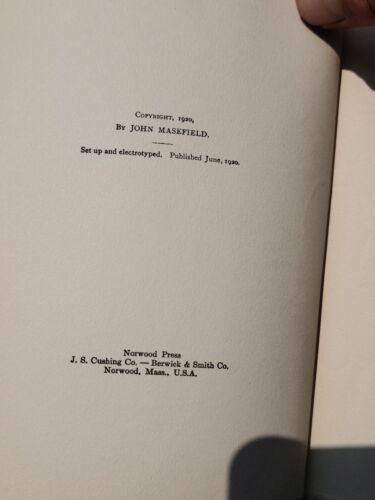 Copyright, 1920,
By JOHN MASEFIELD.
Set up and electrotyped. Published June, 1920.
Norwood Press
J. S. Cushing Co. — Berwick & Smith Co.
Norwood, Mass., U.S.A.